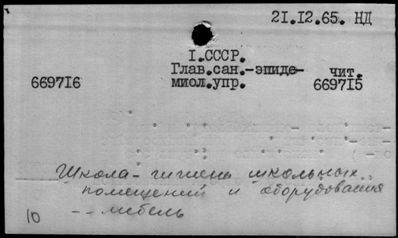 21.12.65. НД
I.СССР.
Глав.сан.-эпиде- чит.
669716 миол.упр. 669715
Школа - гигиена школьных
помещений и оборудования
-..- мебель
10